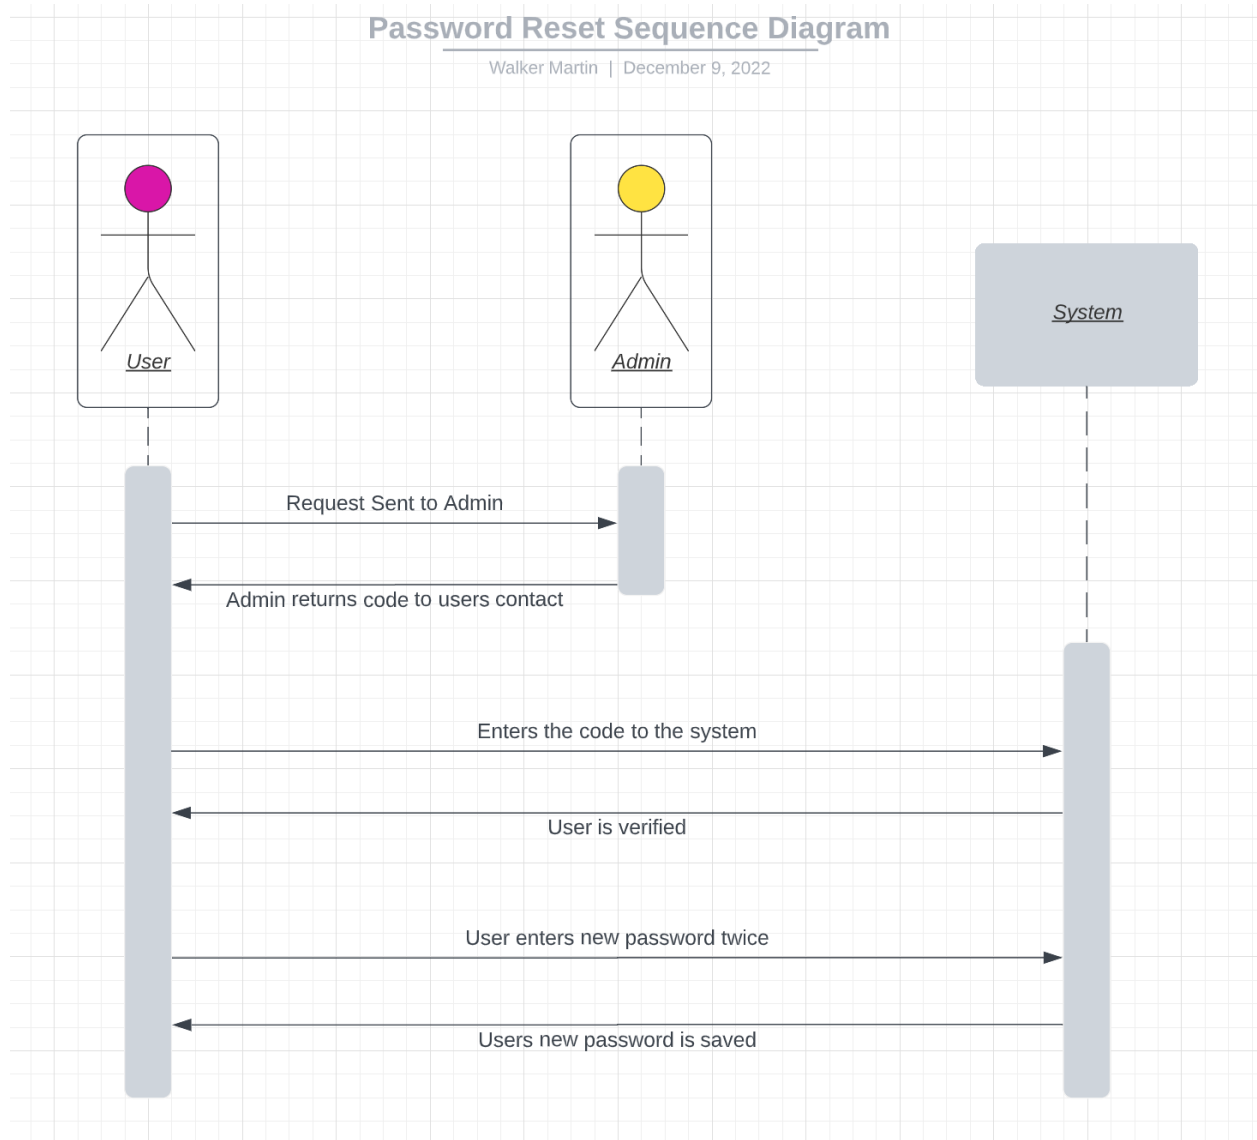 Password Reset Sequence Diagram
Walker Martin | December 9, 2022
User
Admin
System
Request Sent to Admin
Admin returns code to users contact
Enters the code to the system
User is verified
User enters new password twice
Users new password is saved